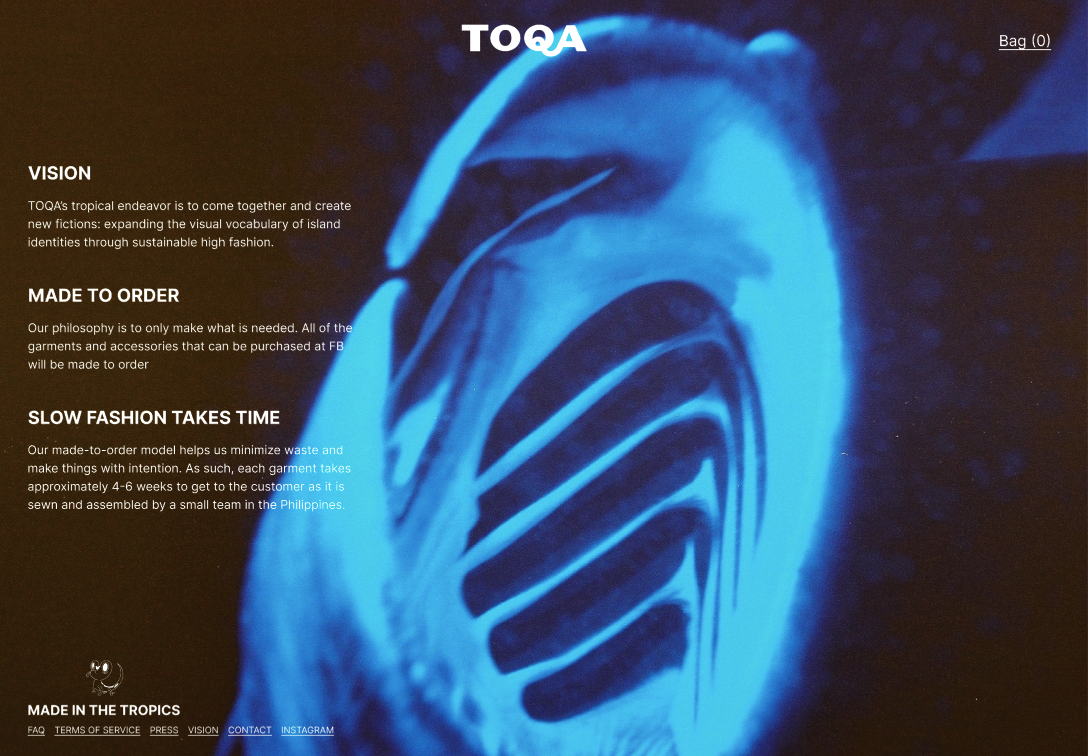 TOQA
Bag (0)
VISION
TOQA's tropical endeavor is to come together and create
new fictions: expanding the visual vocabulary of island
identities through sustainable high fashion.
MADE TO ORDER
Our philosophy is to only make what is needed. All of the
garments and accessories that can be purchased at FB
will be made to order
SLOW FASHION TAKES TIME
Our made-to-order model helps us minimize waste and
make things with intention. As such, each garment takes
approximately 4-6 weeks to get to the customer as it is
sewn and assembled by a small team in the Philippines.
MADE IN THE TROPICS
FAQ TERMS OF SERVICE PRESS VISION CONTACT INSTAGRAM